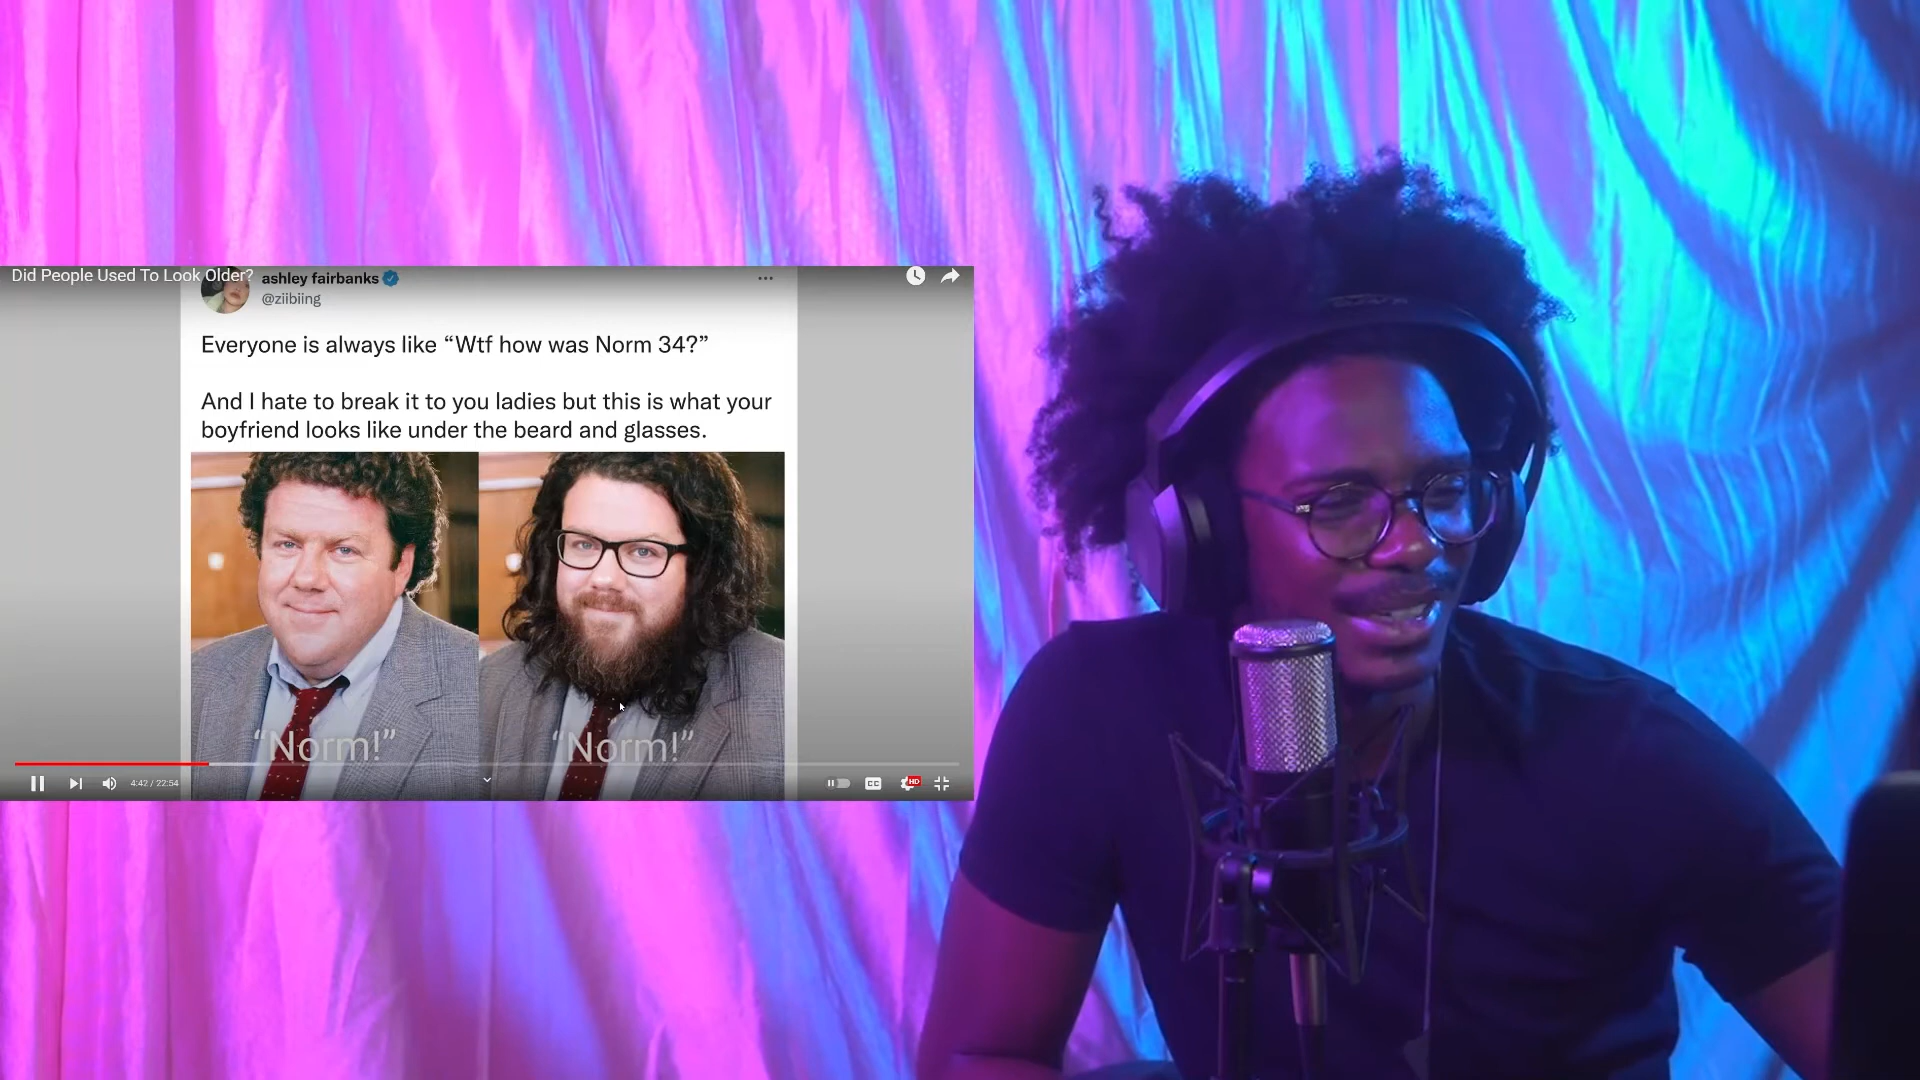 Did People Used To Look Older?
ashley fairbanks
@ziibiing
Everyone is always like “Wtf how was Norm 34?”
And I hate to break it to you ladies but this is what your
boyfriend looks like under the beard and glasses.
“Norm!” “Norm!”
4:42 / 22:54
CC
HD